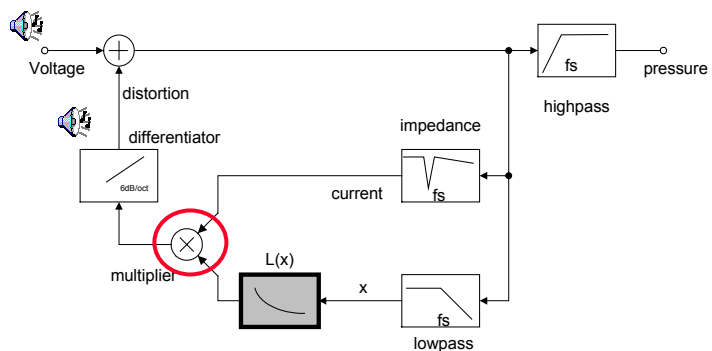 Voltage
fs
pressure
highpass
distortion
differentiator
6dB/oct
impedance
fs
current
multiplier
L(x)
x
fs
lowpass